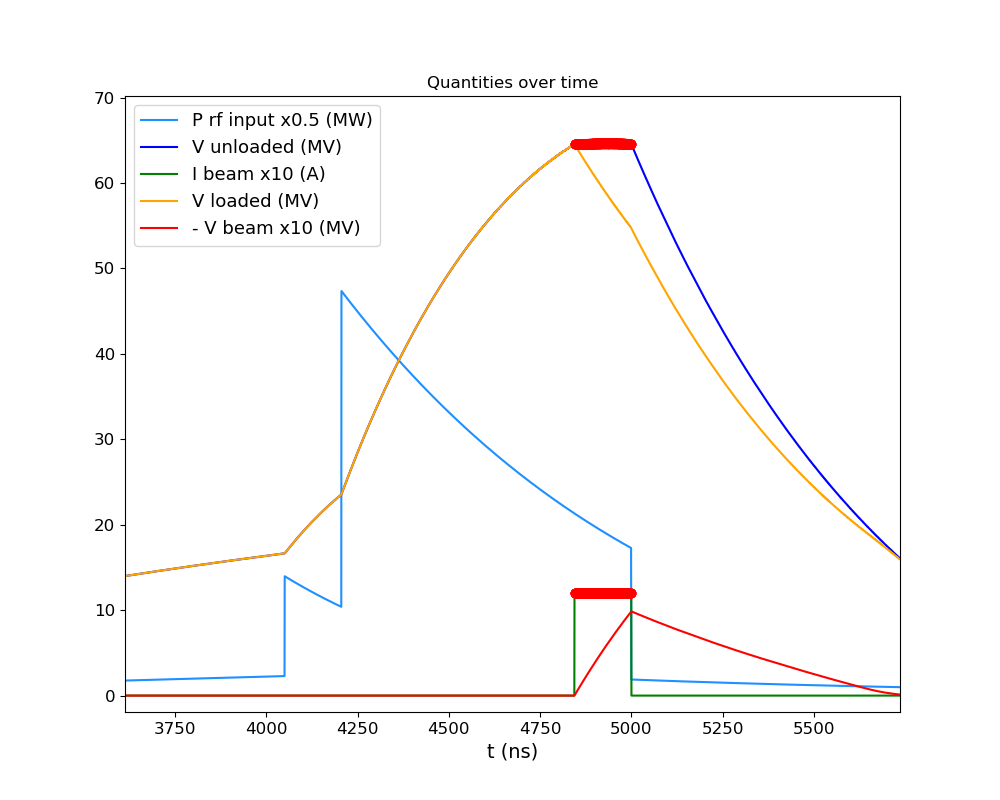 Quantities over time
70
60
50
40
30
20
10
0
P rf input x0.5 (MW)
V unloaded (MV)
I beam x10 (A)
V loaded (MV)
- V beam x10 (MV)
3750 4000 4250 4500 4750 5000 5250 5500
t (ns)